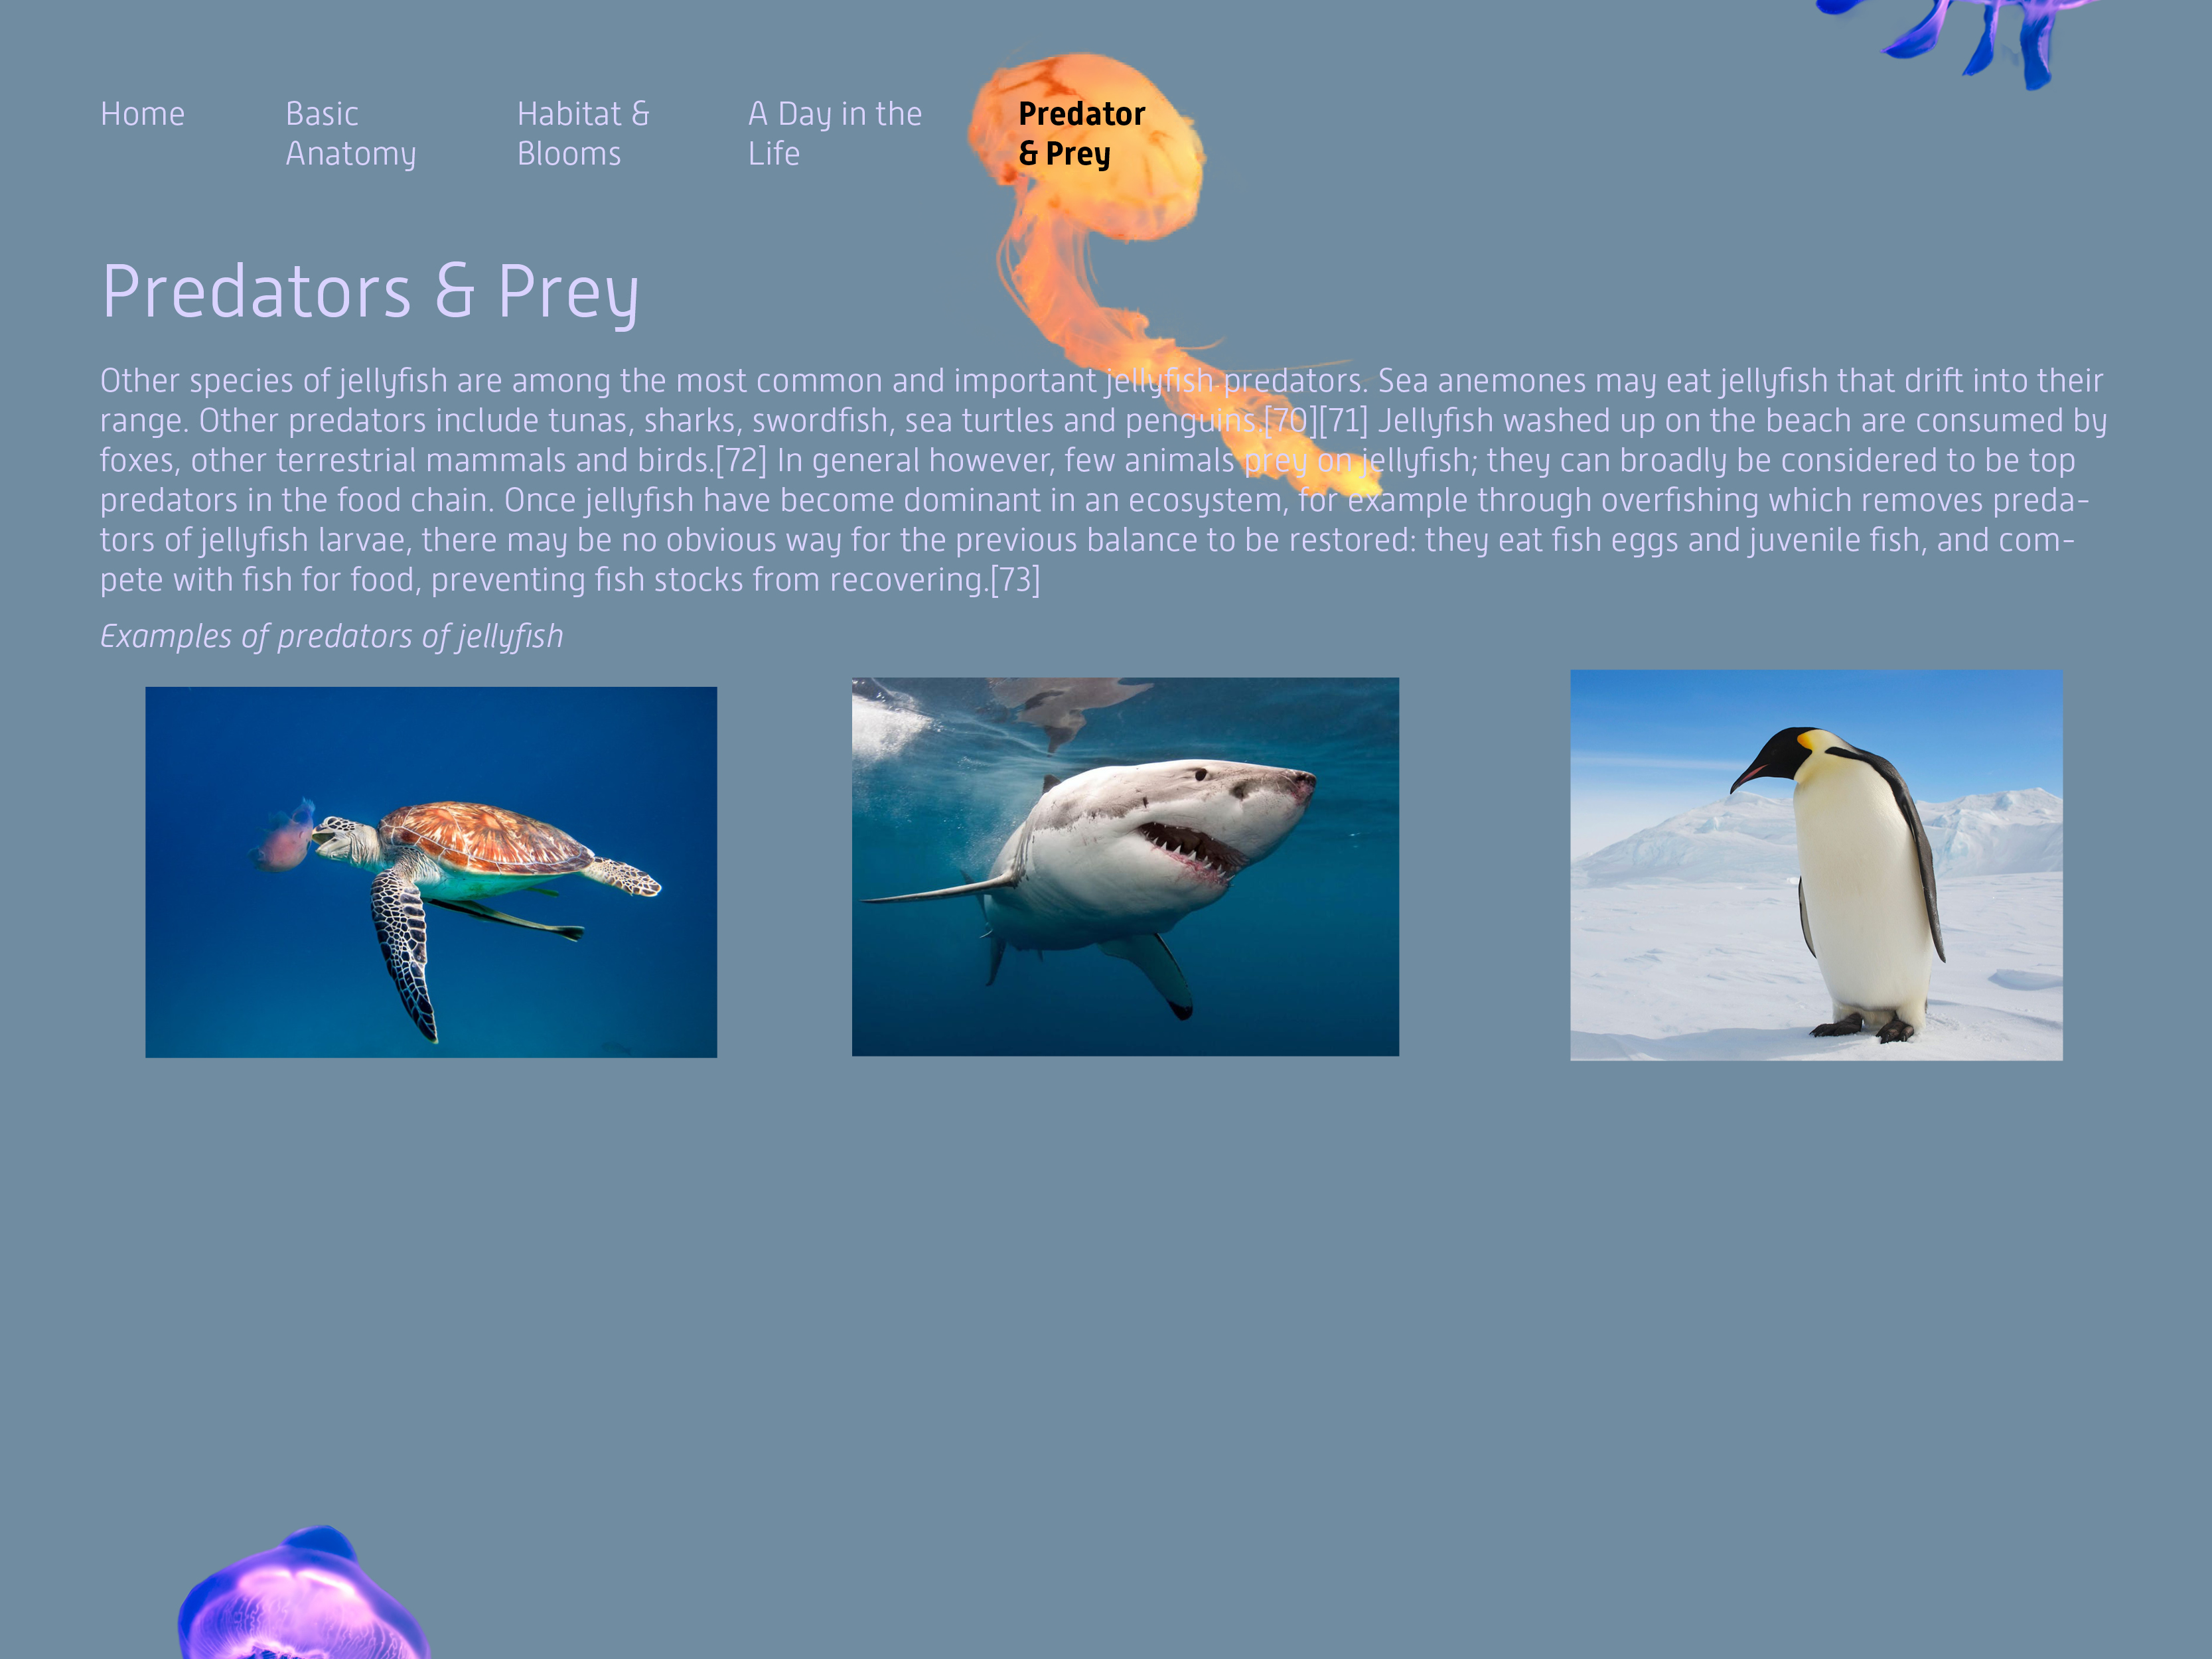 Home
Basic
Anatomy
Habitat &
Blooms
A Day in the
Life
Predator
& Prey
Predators & Prey
Other species of jellyfish are among the most common and important jellyfish predators. Sea anemones may eat jellyfish that drift into their
range. Other predators include tunas, sharks, swordfish, sea turtles and penguins.[70][71] Jellyfish washed up on the beach are consumed by
foxes, other terrestrial mammals and birds.[72] In general however, few animals prey on jellyfish; they can broadly be considered to be top
predators in the food chain. Once jellyfish have become dominant in an ecosystem, for example through overfishing which removes preda-
tors of jellyfish larvae, there may be no obvious way for the previous balance to be restored: they eat fish eggs and juvenile fish, and com-
pete with fish for food, preventing fish stocks from recovering.[73]
Examples of predators of jellyfish